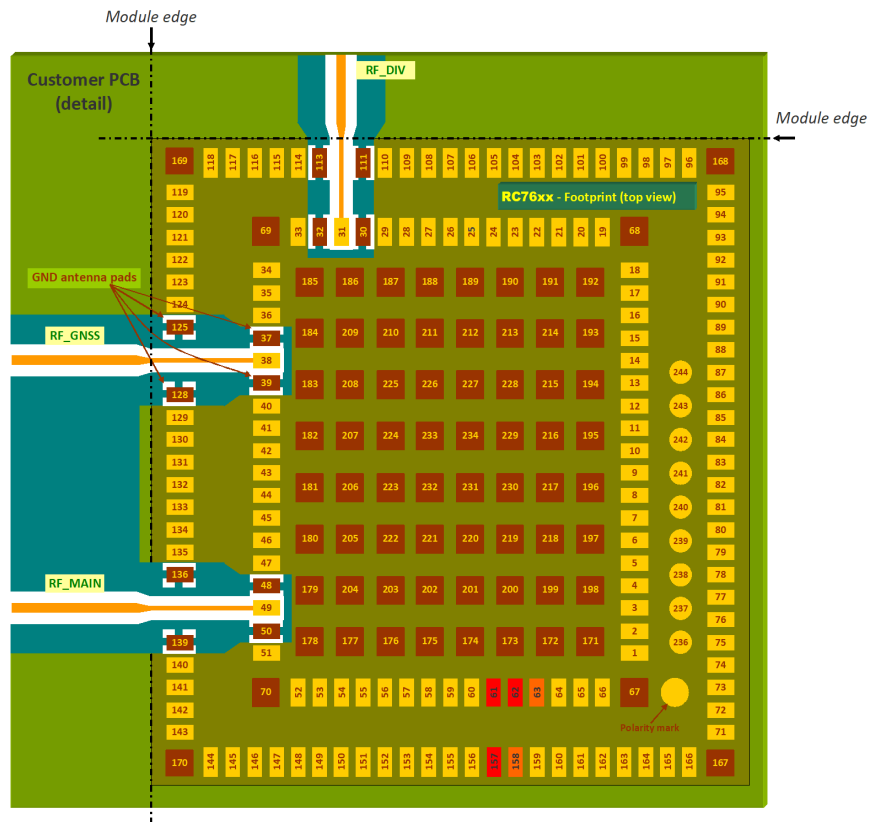 Module edge
Customer PCB
(detail)
RF_DIV
Module edge
169 118 117 116 115 114 113 111 110 109 108 107 106 105 104 103 102 101 100 99 98 97 96 168
RC76xx - Footprint (top view)
119 95
120 94
69 33 32 31 30 29 28 27 26 25 24 23 22 21 20 19 68
121 93
122 92
34 18
GND antenna pads
185 186 187 188 189 190 191 192
123 91
35 17
124 90
36 16
125 89
RF_GNSS
37 184 209 210 211 212 213 214 193 15
88
38 14
244 87
39 183 208 225 226 227 228 215 194 13
128 86
40 12 243
129 85
41 11
130 182 207 224 233 234 229 216 195 242 84
42 10
131 83
43 9 241
132 181 206 223 232 231 230 217 196 82
44 8
133 240 81
45 7
134 80
46 180 205 222 221 220 219 218 197 6 239
135 79
47 5
136 238 78
RF_MAIN
48 179 204 203 202 201 200 199 198 4
77
49 3 237
76
50 2
139 178 177 176 175 174 173 172 171 236 75
51 1
140 74
141 73
70 52 53 54 55 56 57 58 59 60 61 62 63 64 65 66 67
142 72
Polarity mark
143 71
170 144 145 146 147 148 149 150 151 152 153 154 155 156 157 158 159 160 161 162 163 164 165 166 167